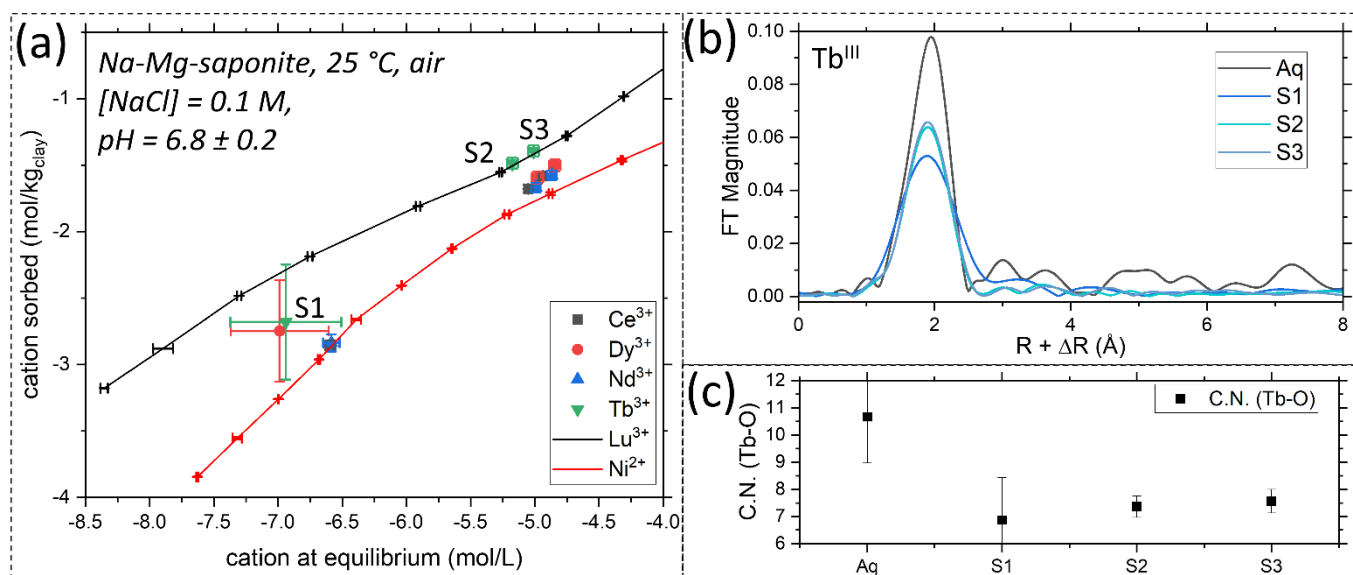 (a)
Na-Mg-saponite, 25 °C, air
[NaCl] = 0.1 M,
pH = 6.8 ± 0.2
S3
S2
S1
Ce3+
Dy3+
Nd3+
Tb3+
Lu3+
Ni2+
-1
-2
-3
-4
cation sorbed (mol/kgclay)
-8.5 -8.0 -7.5 -7.0 -6.5 -6.0 -5.5 -5.0 -4.5 -4.0
cation at equilibrium (mol/L)
(b)
TbIII
Aq
S1
S2
S3
0.10
0.08
0.06
0.04
0.02
0.00
FT Magnitude
0 2 4 6 8
R + ΔR (Å)
(c)
C.N. (Tb-O)
12
11
10
9
8
7
6
C.N. (Tb-O)
Aq S1 S2 S3